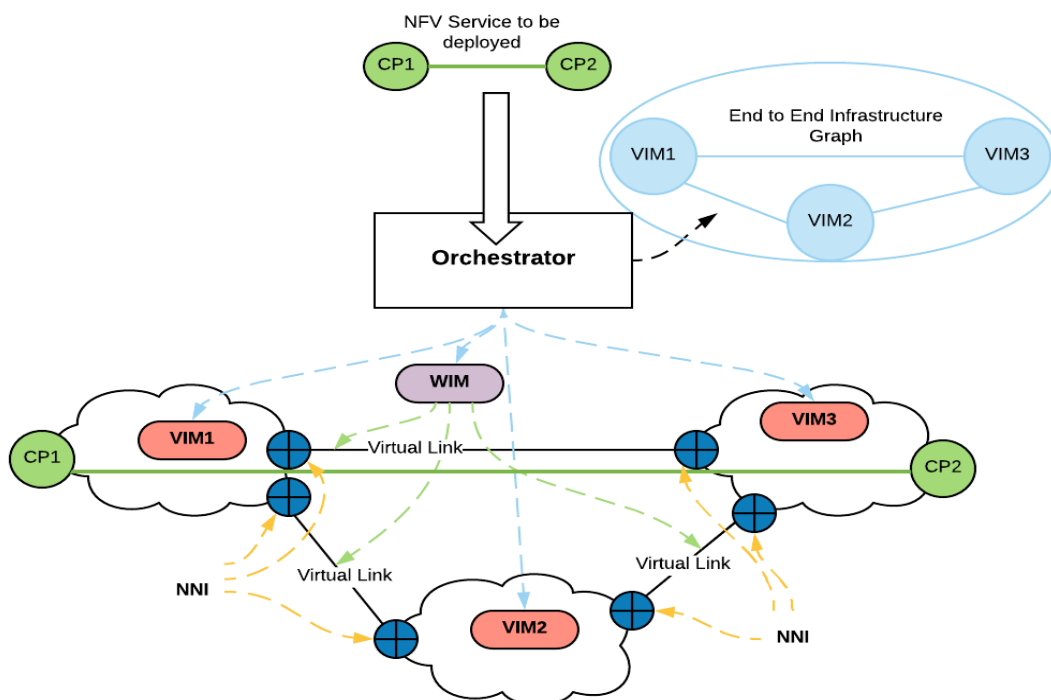 NFV Service to be
deployed
CP1
CP2
End to End Infrastructure
Graph
VIM1
VIM3
VIM2
Orchestrator
WIM
VIM1
VIM3
Virtual Link
CP1
CP2
Virtual Link
Virtual Link
NNI
VIM2
NNI